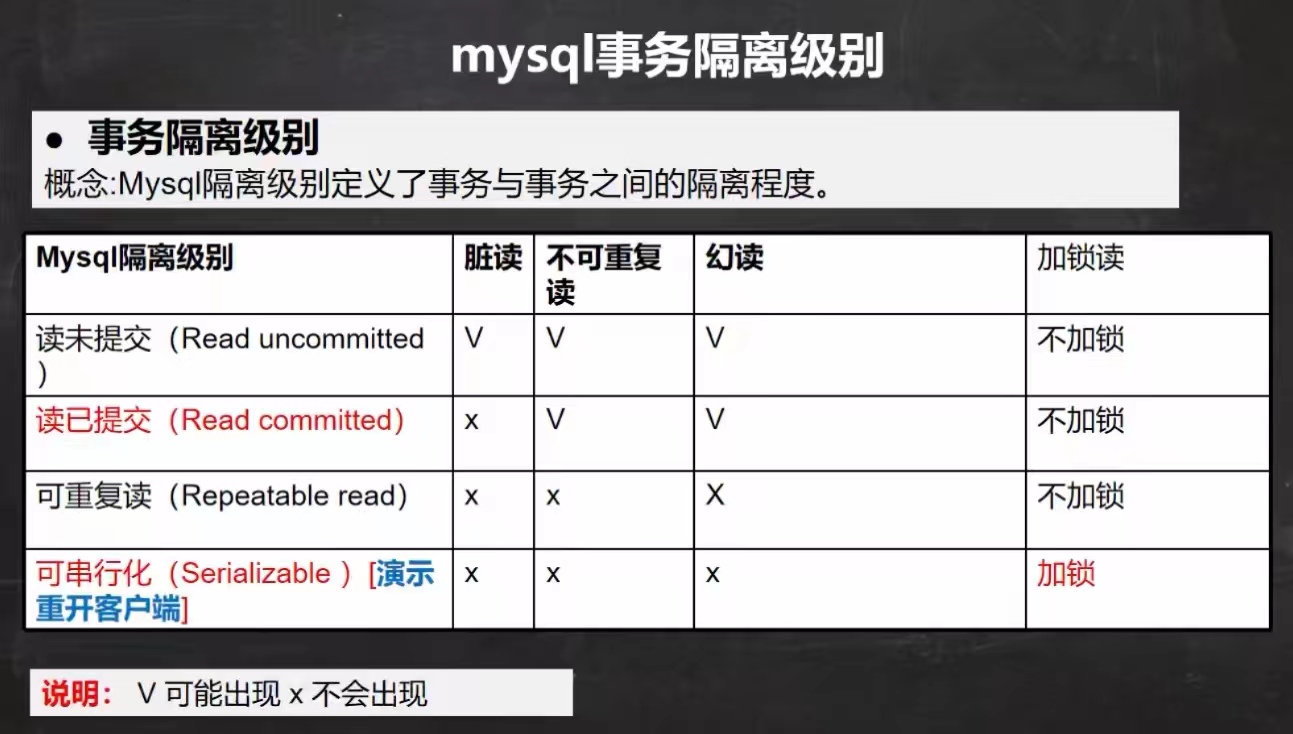 mysql事务隔离级别
● 事务隔离级别
概念:Mysql隔离级别定义了事务与事务之间的隔离程度。
Mysql隔离级别 脏读 不可重复 幻读 加锁读
读
读未提交（Read uncommitted V V V 不加锁
）
读已提交（Read committed） x V V 不加锁
可重复读（Repeatable read） x x X 不加锁
可串行化（Serializable ）[演示 x x x 加锁
重开客户端]
说明： V 可能出现 x 不会出现